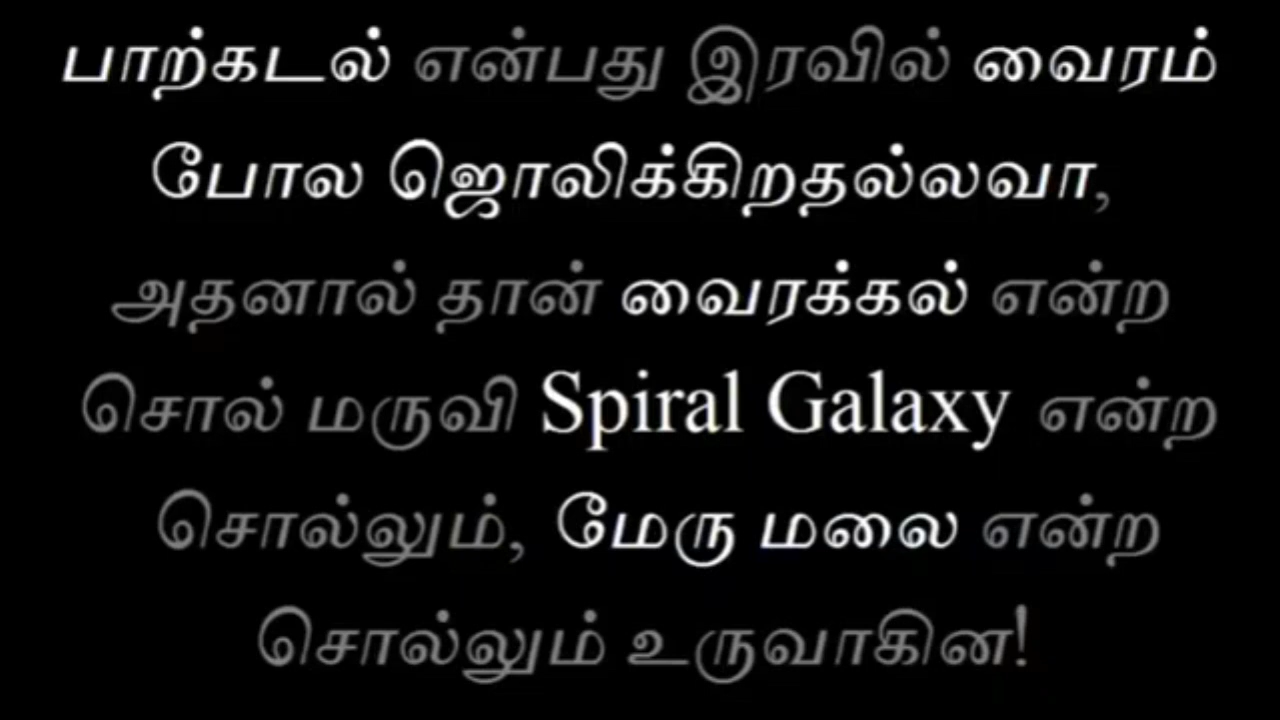 பாற்கடல் என்பது இரவில் வைரம்
போல ஜொலிக்கிறதல்லவா,
அதனால் தான் வைரக்கல் என்ற
சொல் மருவி Spiral Galaxy என்ற
சொல்லும், மேரு மலை என்ற
சொல்லும் உருவாகின!